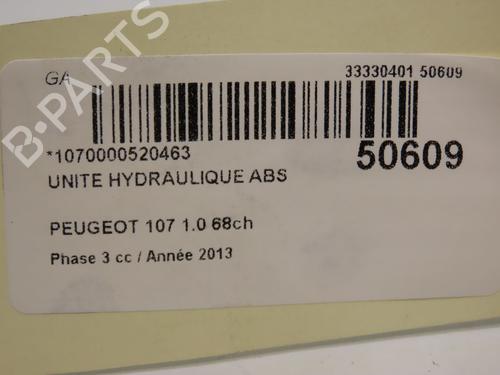 GA
33330401 50609
*1070000520463
50609
UNITE HYDRAULIQUE ABS
PEUGEOT 107 1.0 68ch
Phase 3 cc / Année 2013
B-PARTS